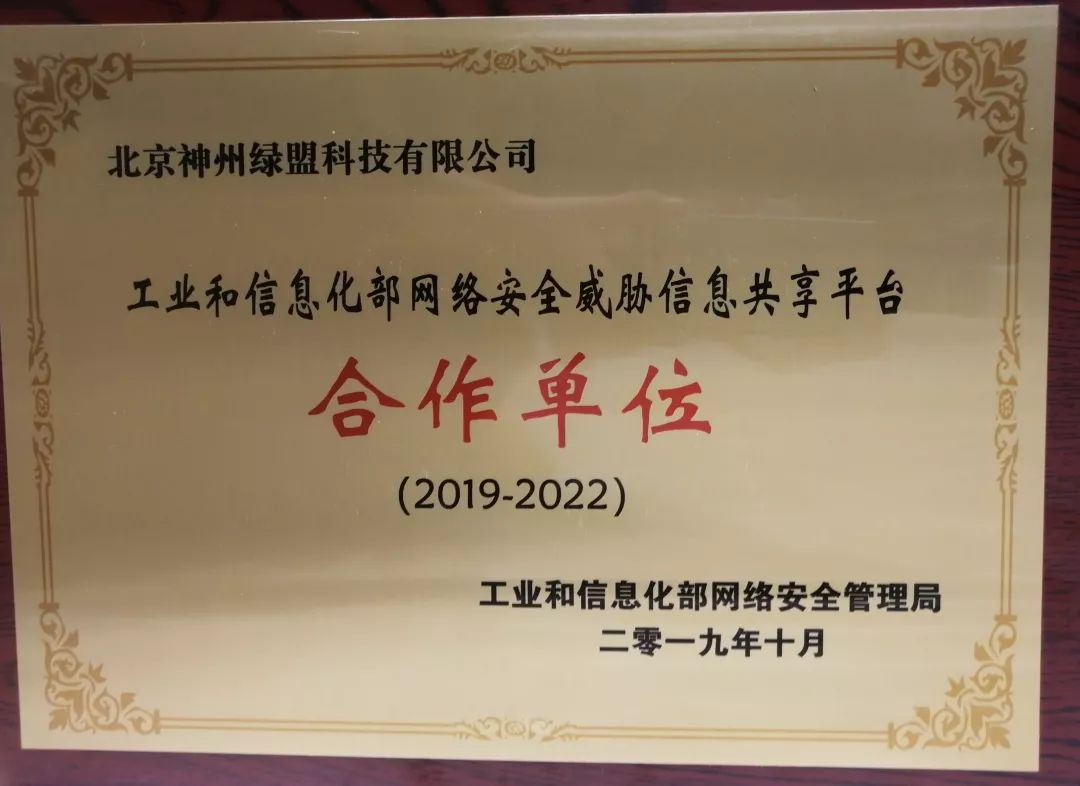 北京神州绿盟科技有限公司
工业和信息化部网络安全威胁信息共享平台
合作单位
(2019-2022)
工业和信息化部网络安全管理局
二零一九年十月